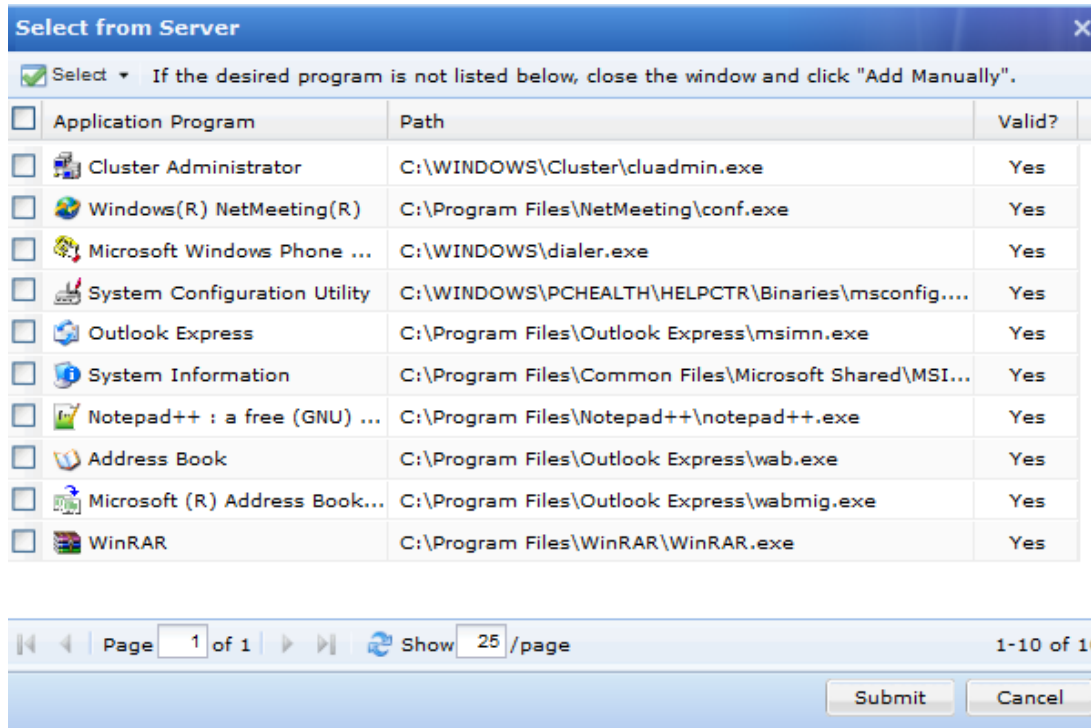 Select from Server
Select If the desired program is not listed below, close the window and click "Add Manually".
Application Program Path Valid?
Cluster Administrator C:\WINDOWS\Cluster\cluadmin.exe Yes
Windows(R) NetMeeting(R) C:\Program Files\NetMeeting\conf.exe Yes
Microsoft Windows Phone ... C:\WINDOWS\dialer.exe Yes
System Configuration Utility C:\WINDOWS\PCHEALTH\HELPCTR\Binaries\msconfig.... Yes
Outlook Express C:\Program Files\Outlook Express\msimn.exe Yes
System Information C:\Program Files\Common Files\Microsoft Shared\MSI... Yes
Notepad++ : a free (GNU) ... C:\Program Files\Notepad++\notepad++.exe Yes
Address Book C:\Program Files\Outlook Express\wab.exe Yes
Microsoft (R) Address Book... C:\Program Files\Outlook Express\wabmig.exe Yes
WinRAR C:\Program Files\WinRAR\WinRAR.exe Yes
Page 1 of 1 Show 25 /page 1-10 of
Submit Cancel